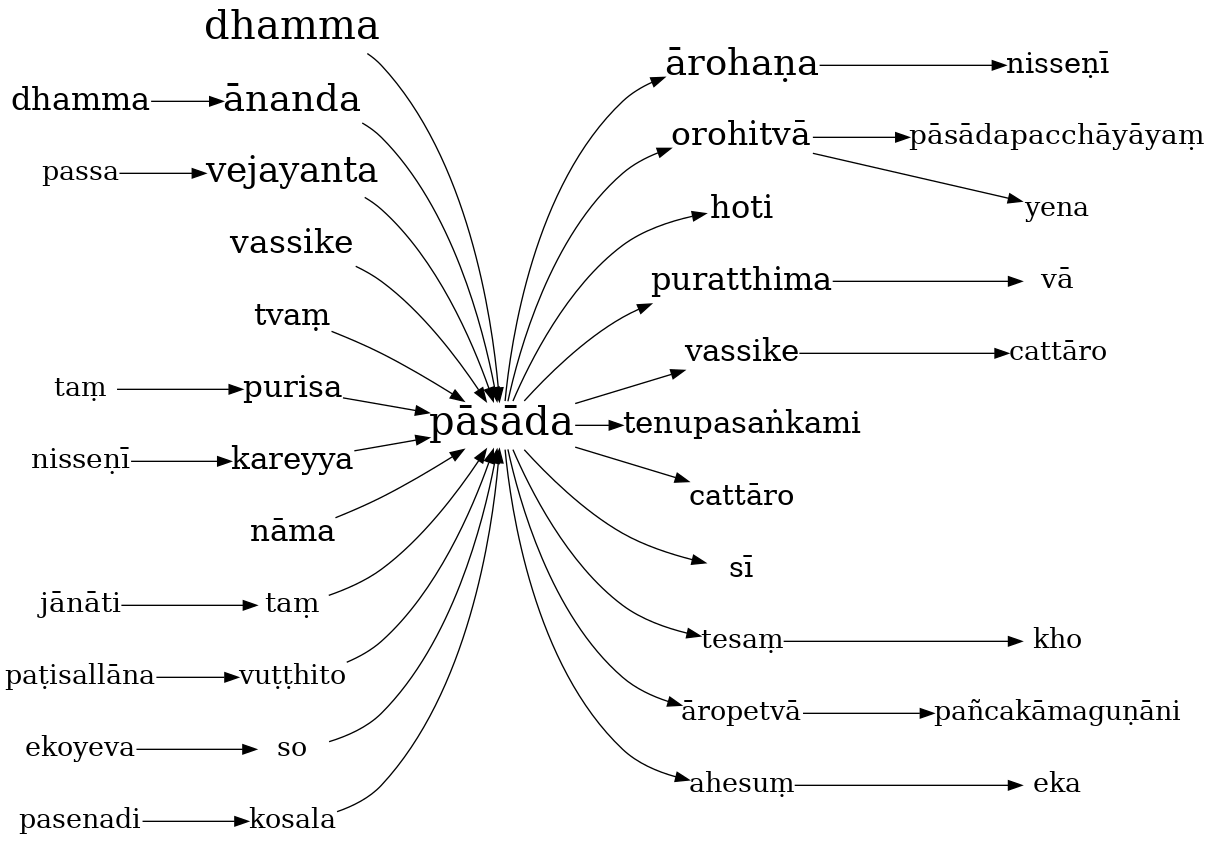 dhamma
dhamma ānanda
passa vejayanta
vassike
tvaṃ
taṃ purisa
nisseṇī kareyya
nāma
jānāti taṃ
paṭisallāna vuṭṭhito
ekoyeva so
pasenadi kosala
pāsāda
ārohaṇa nisseṇī
orohitvā pāsādapacchāyāyaṃ
yena
hoti
puratthima vā
vassike cattāro
tenupasaṅkami
cattāro
sī
tesaṃ kho
āropetvā pañcakāmaguṇāni
ahesuṃ eka